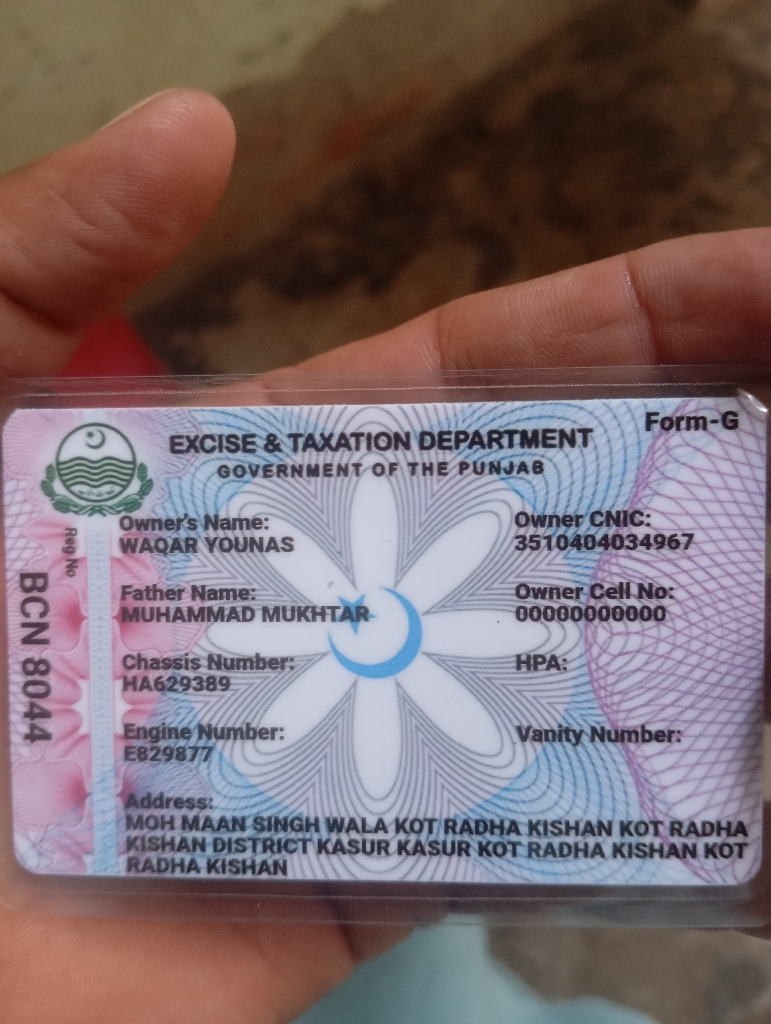 Form-G
EXCISE & TAXATION DEPARTMENT
GOVERNMENT OF THE PUNJAB
Reg No
BCN 8044
Owner's Name:
WAQAR YOUNAS
Owner CNIC:
3510404034967
Father Name:
MUHAMMAD MUKHTAR
Owner Cell No:
00000000000
Chassis Number:
HA629389
HPA:
Engine Number:
E829877
Vanity Number:
Address:
MOH MAAN SINGH WALA KOT RADHA KISHAN KOT RADHA
KISHAN DISTRICT KASUR KASUR KOT RADHA KISHAN KOT
RADHA KISHAN